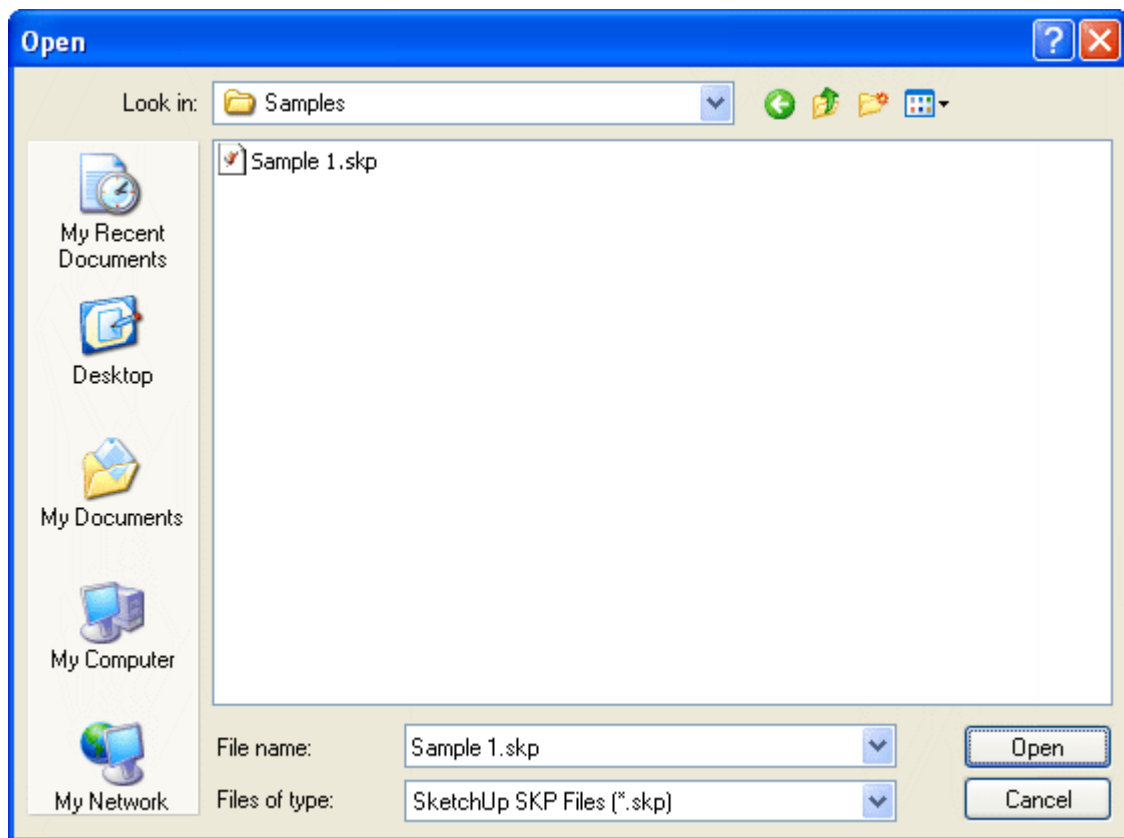 Open
Look in:
Samples
Sample 1.skp
My Recent
Documents
Desktop
My Documents
My Computer
My Network
File name:
Sample 1.skp
Open
Files of type:
SketchUp SKP Files (*.skp)
Cancel